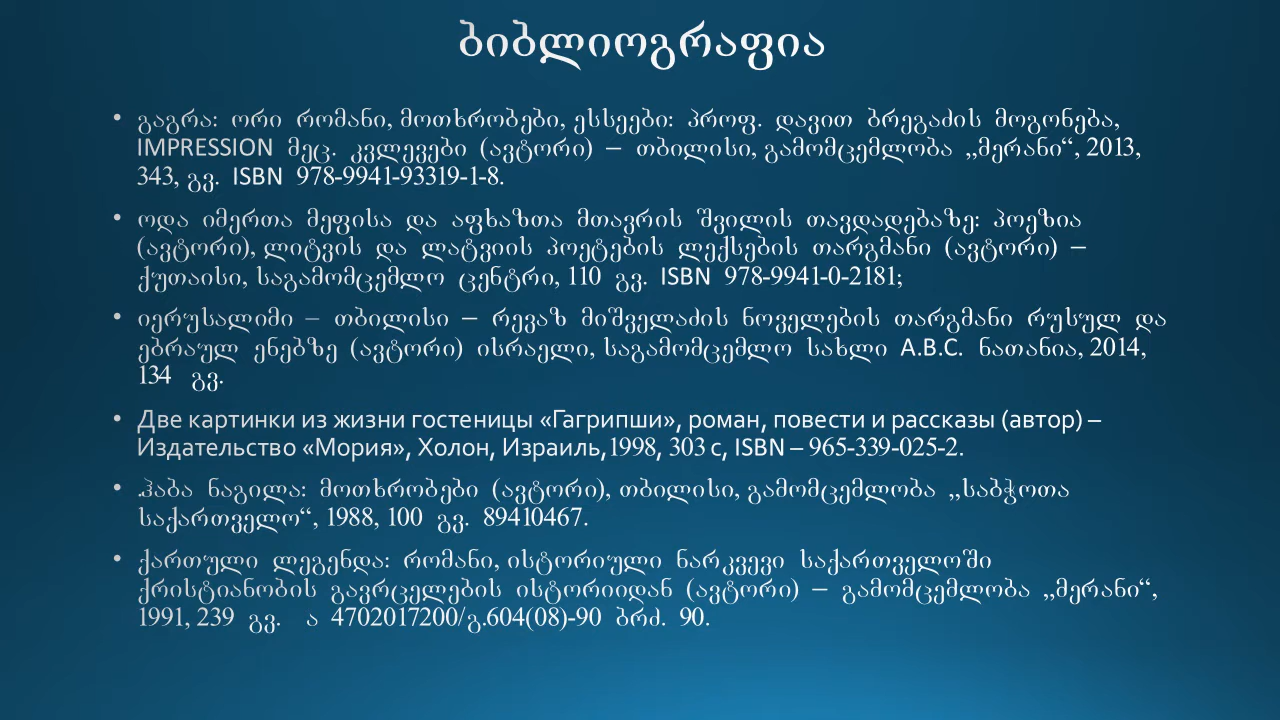 ბიბლიოგრაფია
• გაგრა: ორი რომანი, მოთხრობები, ესსეები: პროფ. დავით ბრეგაძის მოგონება,
IMPRESSION მეც. კვლევები (ავტორი) – თბილისი, გამომცემლობა „მერანი“, 2013,
343, გვ. ISBN 978-9941-93319-1-8.
• ოდა იმერთა მეფისა და აფხაზთა მთავრის შვილის თავდადებაზე: პოეზია
(ავტორი), ლიტვის და ლატვიის პოეტების ლექსების თარგმანი (ავტორი) –
ქუთაისი, საგამომცემლო ცენტრი, 110 გვ. ISBN 978-9941-0-2181;
• იერუსალიმი – თბილისი – რევაზ მიშველაძის ნოველების თარგმანი რუსულ და
ებრაულ ენებზე (ავტორი) ისრაელი, საგამომცემლო სახლი A.B.C. ნათანია, 2014,
134 გვ.
• Две картинки из жизни гостеницы «Гагрипши», роман, повести и рассказы (автор) –
Издательство «Мория», Холон, Израиль,1998, 303 с, ISBN – 965-339-025-2.
• ჰაბა ნაგილა: მოთხრობები (ავტორი), თბილისი, გამომცემლობა „საბჭოთა
საქართველო“, 1988, 100 გვ. 89410467.
• ქართული ლეგენდა: რომანი, ისტორიული ნარკვევი საქართველოში
ქრისტიანობის გავრცელების ისტორიიდან (ავტორი) – გამომცემლობა „მერანი“,
1991, 239 გვ. ა 4702017200/გ.604(08)-90 ბრძ. 90.